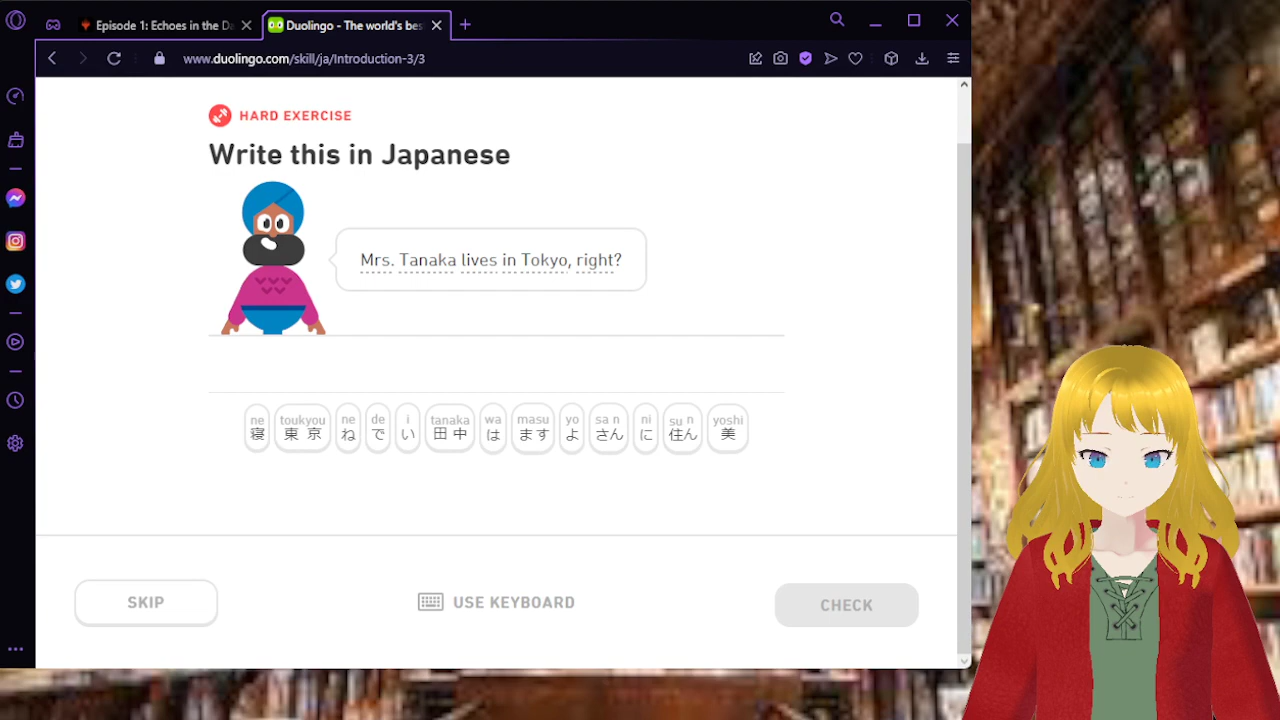 Episode 1: Echoes in the Da
Duolingo - The world's bes
www.duolingo.com/skill/ja/Introduction-3/3
HARD EXERCISE
Write this in Japanese
Mrs. Tanaka lives in Tokyo, right?
ne toukyou ne de i tanaka wa masu yo sa n ni su n yoshi
寝 東京 ね で い 田中 は ます よ さん に 住ん 美
SKIP
USE KEYBOARD
CHECK